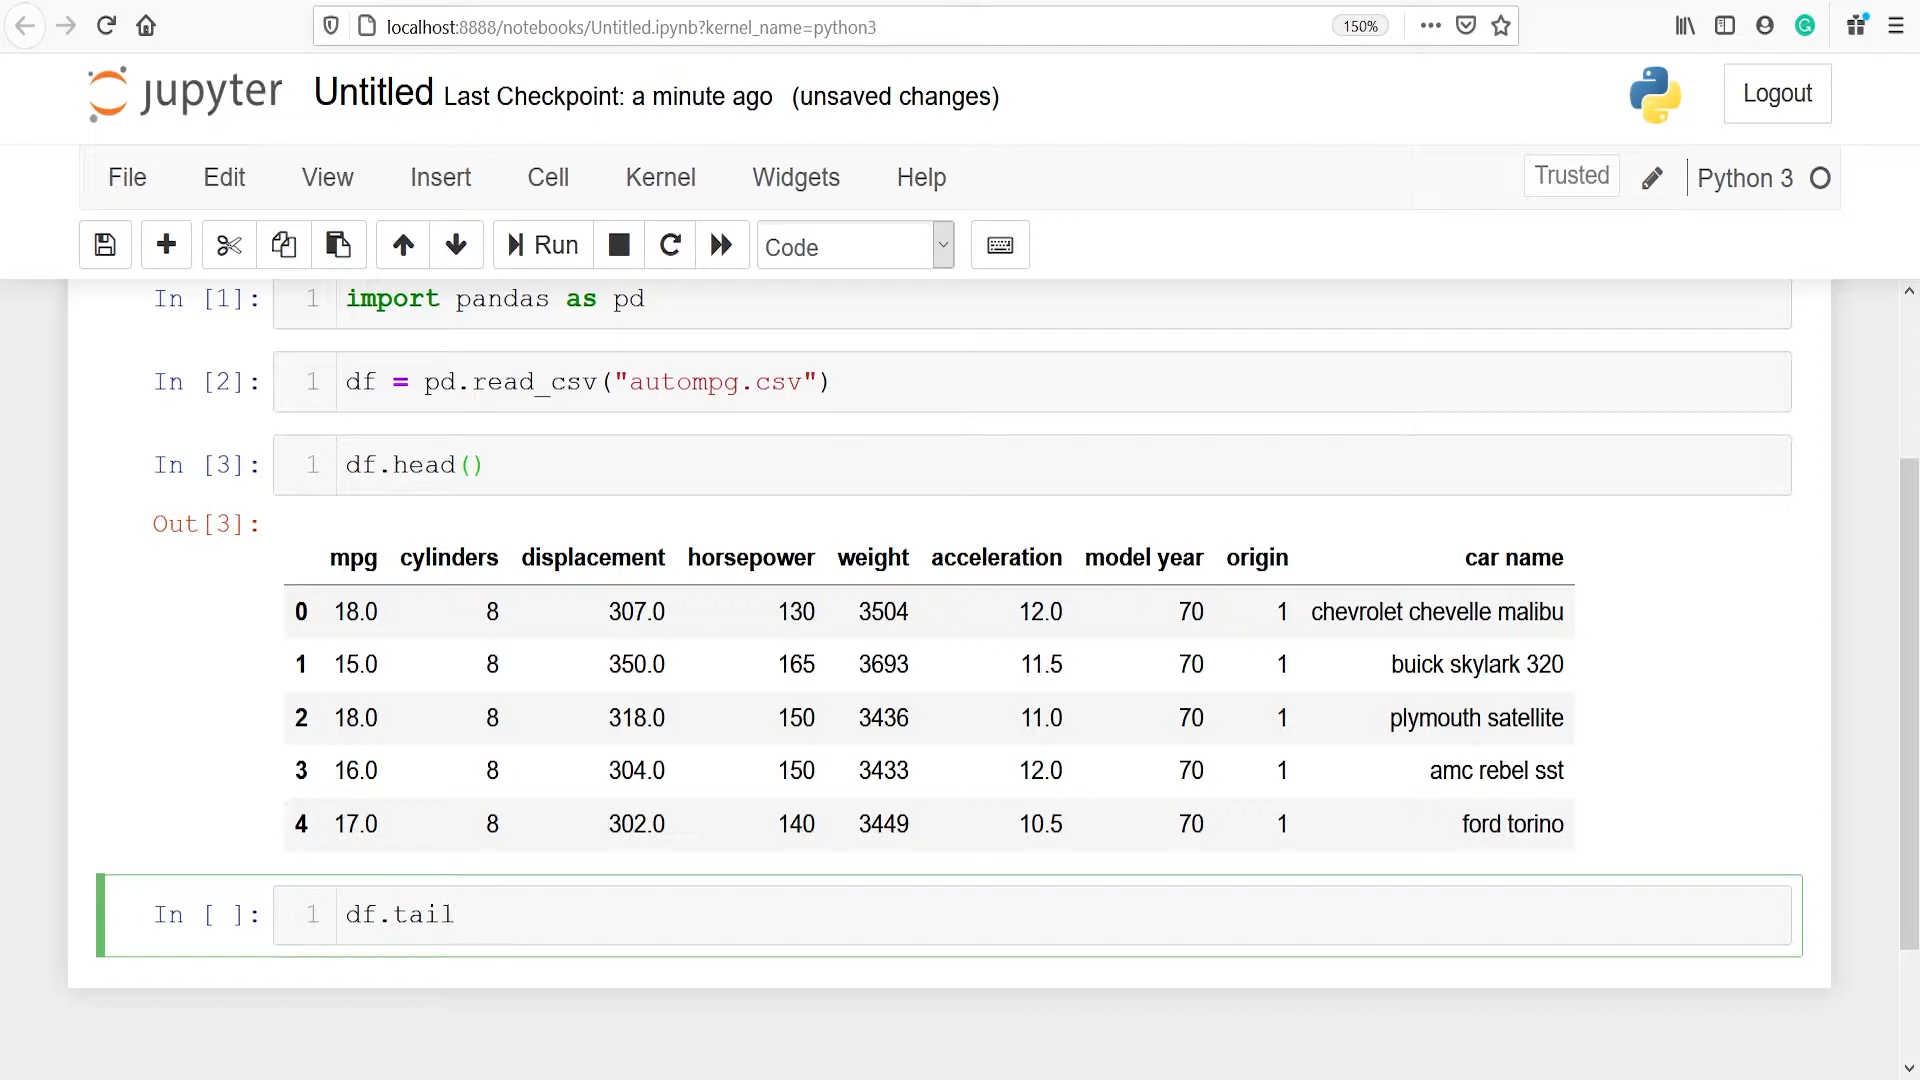 localhost:8888/notebooks/Untitled.ipynb?kernel_name=python3 150%
jupyter Untitled Last Checkpoint: a minute ago (unsaved changes) Logout
File Edit View Insert Cell Kernel Widgets Help Trusted Python 3
Run Code
In [1]: 1 import pandas as pd
In [2]: 1 df = pd.read_csv("autompg.csv")
In [3]: 1 df.head()
Out[3]:
mpg cylinders displacement horsepower weight acceleration model year origin car name
0 18.0 8 307.0 130 3504 12.0 70 1 chevrolet chevelle malibu
1 15.0 8 350.0 165 3693 11.5 70 1 buick skylark 320
2 18.0 8 318.0 150 3436 11.0 70 1 plymouth satellite
3 16.0 8 304.0 150 3433 12.0 70 1 amc rebel sst
4 17.0 8 302.0 140 3449 10.5 70 1 ford torino
In [ ]: 1 df.tail